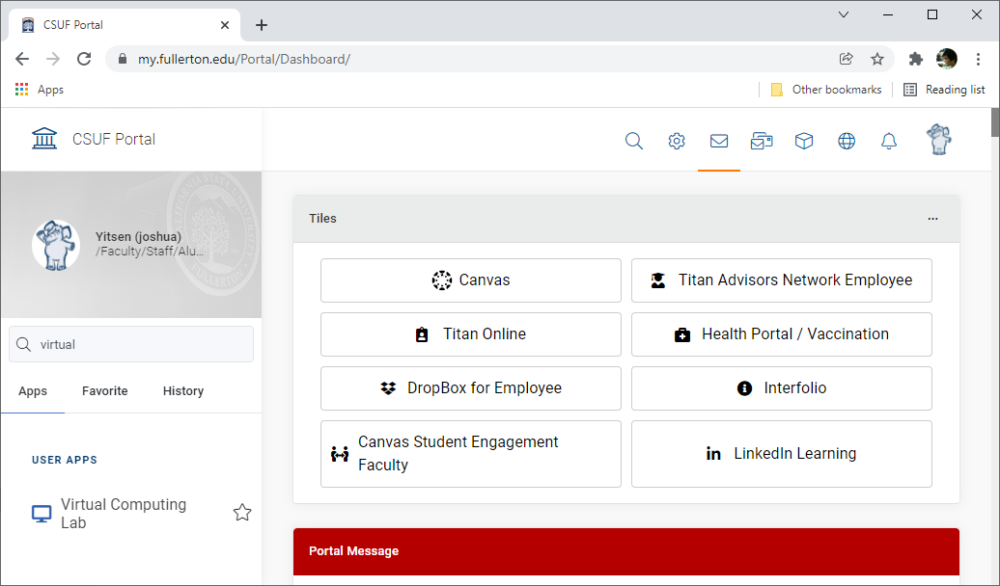 CSUF Portal
my.fullerton.edu/Portal/Dashboard/
Apps
Other bookmarks
Reading list
CSUF Portal
Yitsen (joshua)
/Faculty/Staff/Alu...
virtual
Apps
Favorite
History
USER APPS
Virtual Computing
Lab
Tiles
Canvas
Titan Advisors Network Employee
Titan Online
Health Portal / Vaccination
DropBox for Employee
Interfolio
Canvas Student Engagement
Faculty
LinkedIn Learning
Portal Message